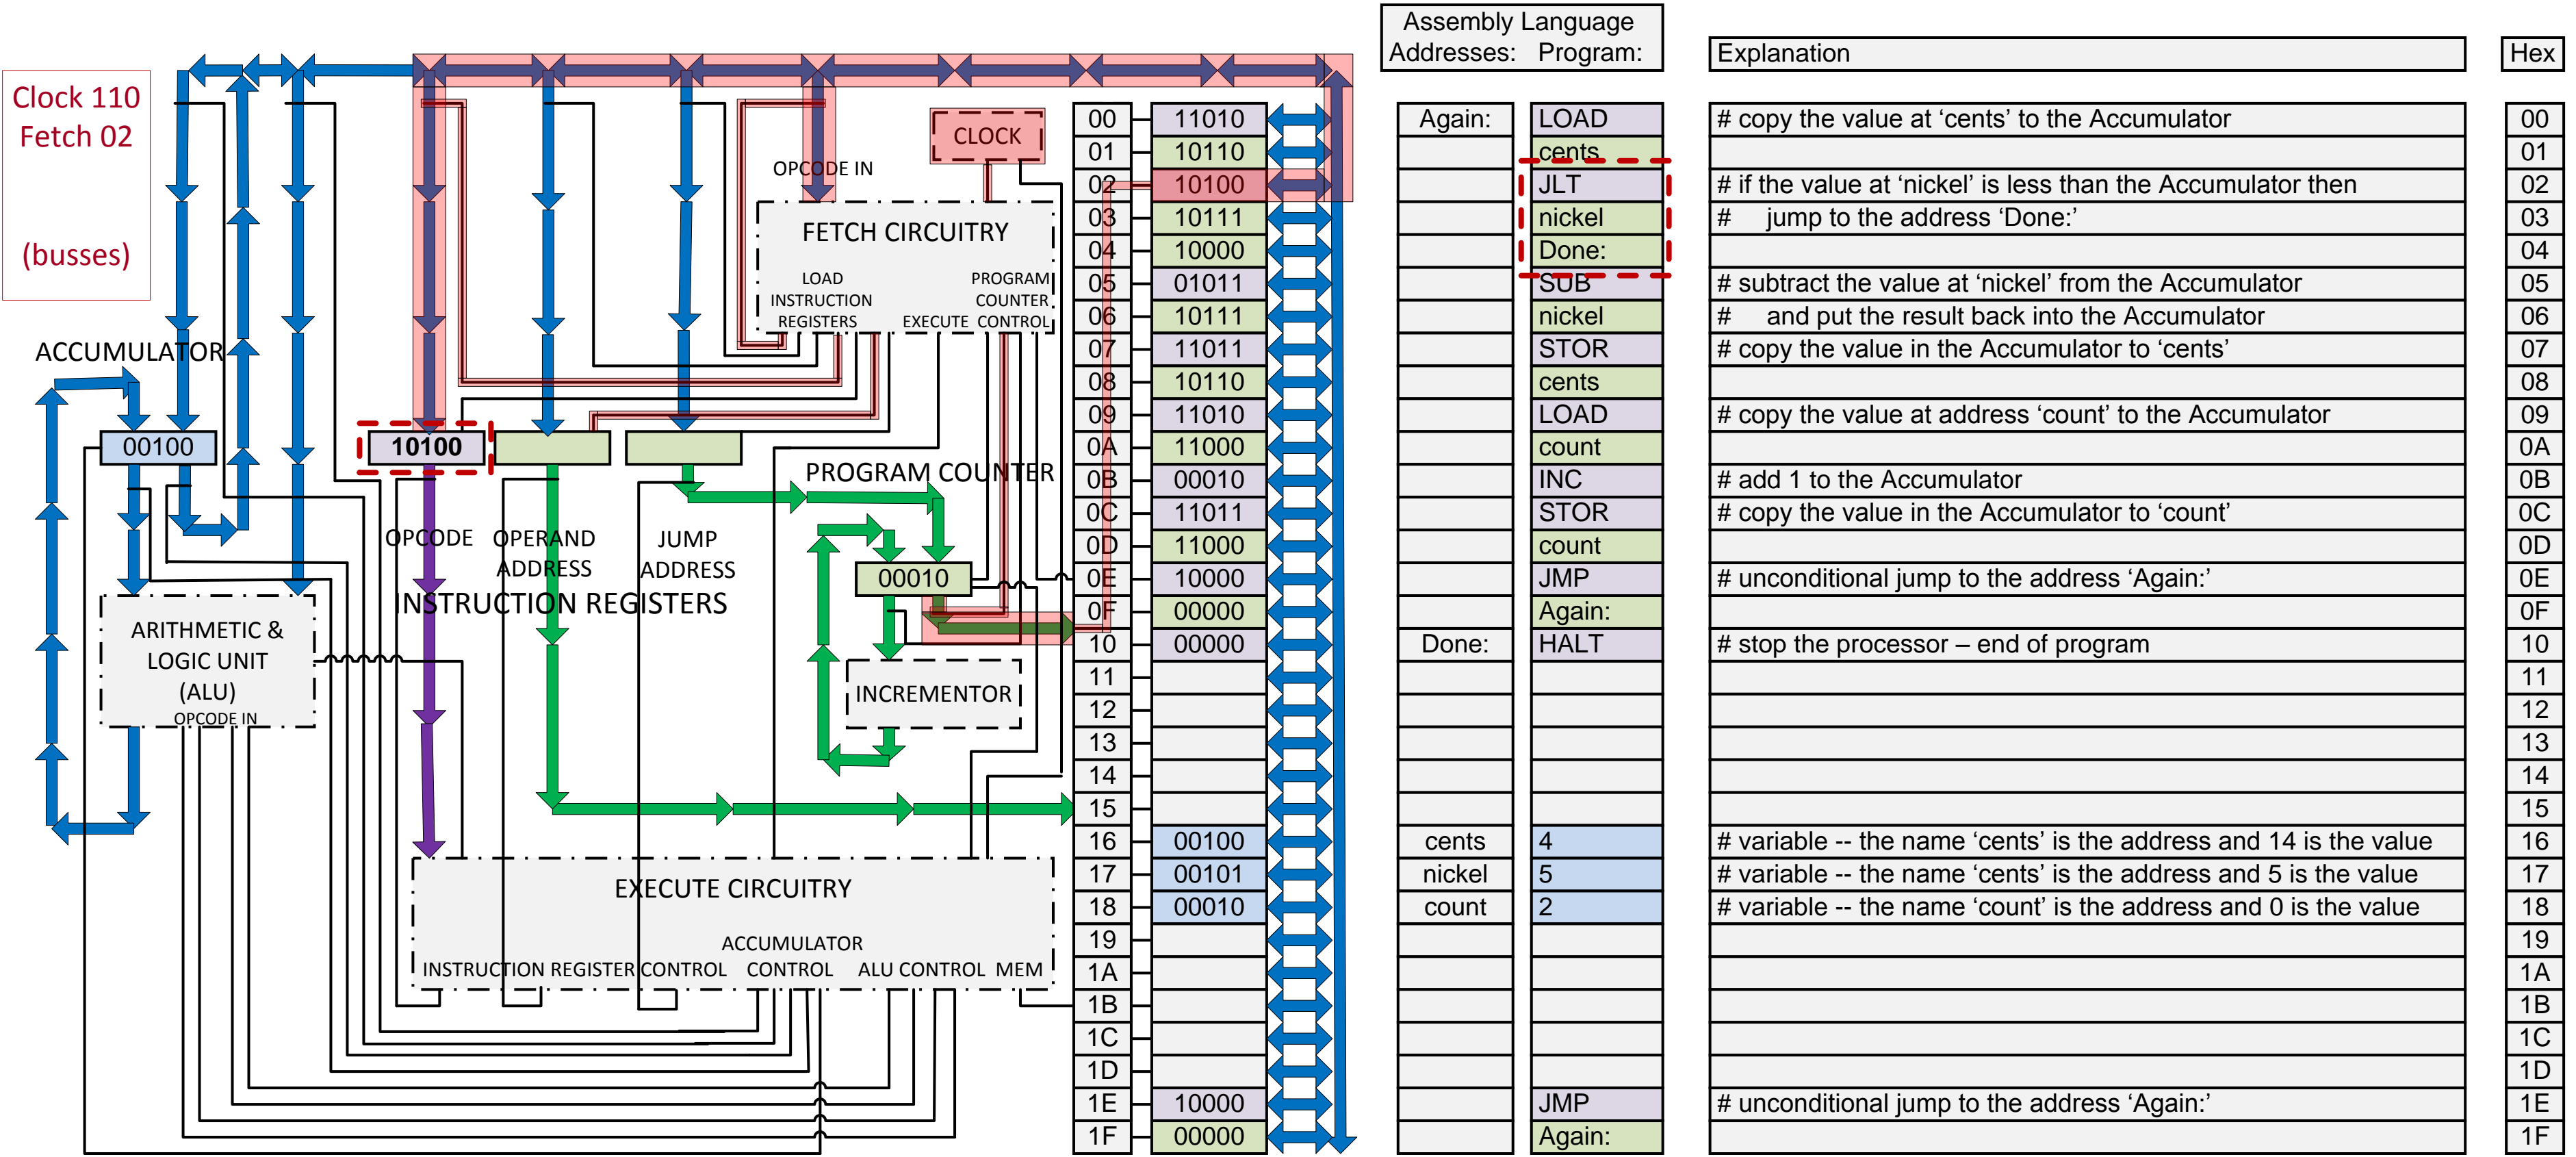 Assembly Language
Addresses: Program:
Explanation
Hex
Clock 110
Fetch 02
(busses)
CLOCK
OPCODE IN
FETCH CIRCUITRY
LOAD
INSTRUCTION
REGISTERS
EXECUTE
PROGRAM
COUNTER
CONTROL
ACCUMULATOR
00100
10100
PROGRAM COUNTER
00010
OPCODE
OPERAND
ADDRESS
JUMP
ADDRESS
INSTRUCTION REGISTERS
INCREMENTOR
ARITHMETIC &
LOGIC UNIT
(ALU)
OPCODE IN
EXECUTE CIRCUITRY
INSTRUCTION REGISTER CONTROL
ACCUMULATOR
CONTROL
ALU CONTROL
MEM
00 11010 Again: LOAD # copy the value at ‘cents’ to the Accumulator 00
01 10110 cents 01
02 10100 JLT # if the value at ‘nickel’ is less than the Accumulator then 02
03 10111 nickel # jump to the address ‘Done:’ 03
04 10000 Done: 04
05 01011 SUB # subtract the value at ‘nickel’ from the Accumulator 05
06 10111 nickel # and put the result back into the Accumulator 06
07 11011 STOR # copy the value in the Accumulator to ‘cents’ 07
08 10110 cents 08
09 11010 LOAD # copy the value at address ‘count’ to the Accumulator 09
0A 11000 count 0A
0B 00010 INC # add 1 to the Accumulator 0B
0C 11011 STOR # copy the value in the Accumulator to ‘count’ 0C
0D 11000 count 0D
0E 10000 JMP # unconditional jump to the address ‘Again:’ 0E
0F 00000 Again: 0F
10 00000 Done: HALT # stop the processor – end of program 10
11 11
12 12
13 13
14 14
15 15
16 00100 cents 4 # variable -- the name ‘cents’ is the address and 14 is the value 16
17 00101 nickel 5 # variable -- the name ‘cents’ is the address and 5 is the value 17
18 00010 count 2 # variable -- the name ‘count’ is the address and 0 is the value 18
19 19
1A 1A
1B 1B
1C 1C
1D 1D
1E 10000 JMP # unconditional jump to the address ‘Again:’ 1E
1F 00000 Again: 1F